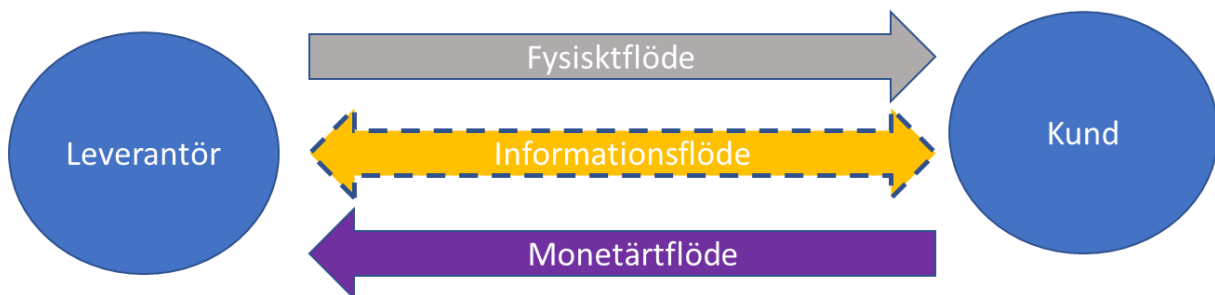 Fysisktflöde
Leverantör
Informationsflöde
Kund
Monetärtflöde